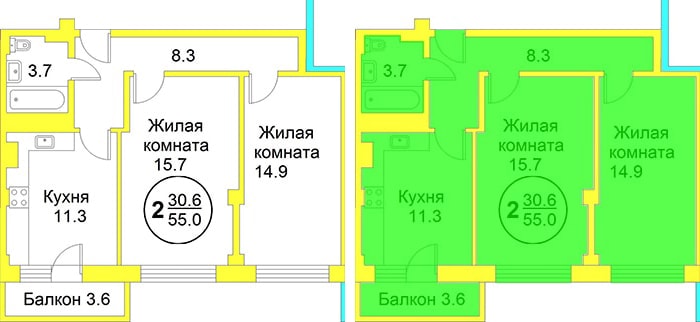 3.7
8.3
Жилая
комната
15.7
Жилая
комната
14.9
Кухня
11.3
2 30.6
55.0
Балкон 3.6
3.7
8.3
Жилая
комната
15.7
Жилая
комната
14.9
Кухня
11.3
2 30.6
55.0
Балкон 3.6